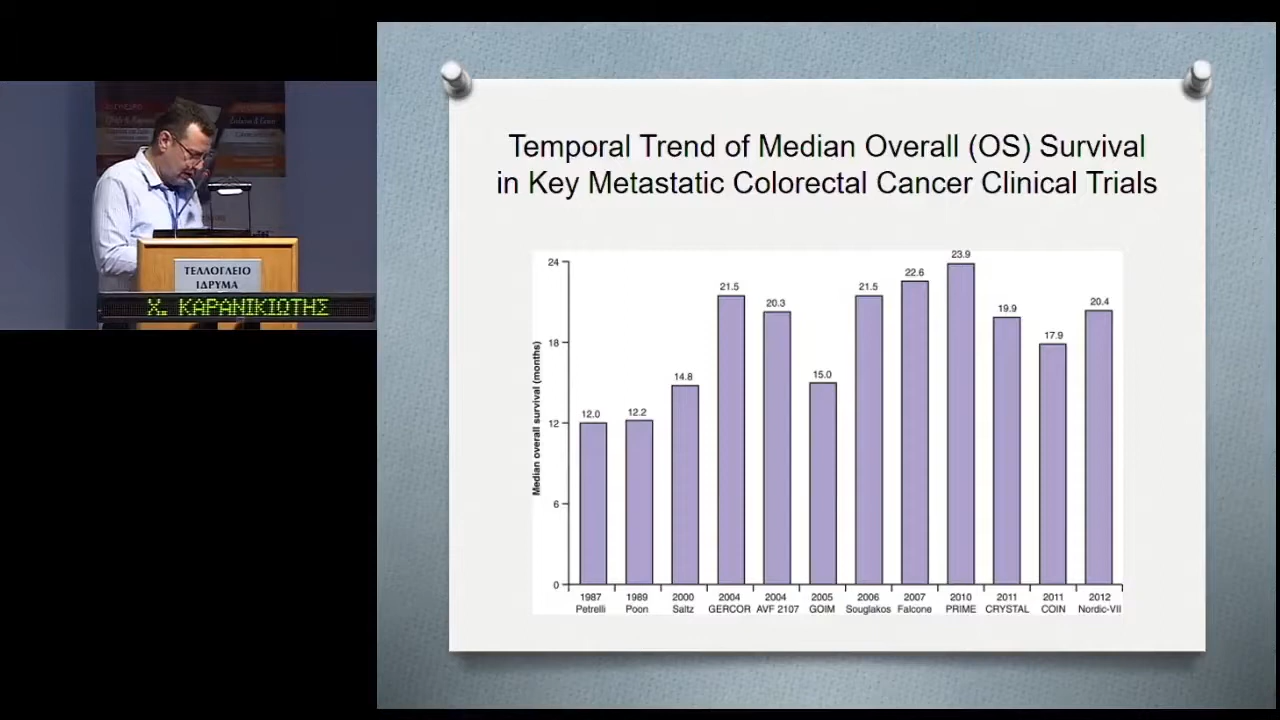 Temporal Trend of Median Overall (OS) Survival
in Key Metastatic Colorectal Cancer Clinical Trials
Median overall survival (months)
24
18
12
6
0
12.0
12.2
14.8
21.5
20.3
15.0
21.5
22.6
23.9
19.9
17.9
20.4
1987 Petrelli
1989 Poon
2000 Saltz
2004 GERCOR
2004 AVF 2107
2005 GOIM
2006 Souglakos
2007 Falcone
2010 PRIME
2011 CRYSTAL
2011 COIN
2012 Nordic-VII
ΤΕΛΛΟΓΛΕΙΟ
ΙΔΡΥΜΑ
Χ. ΚΑΡΑΝΙΚΙΩΤΗΣ